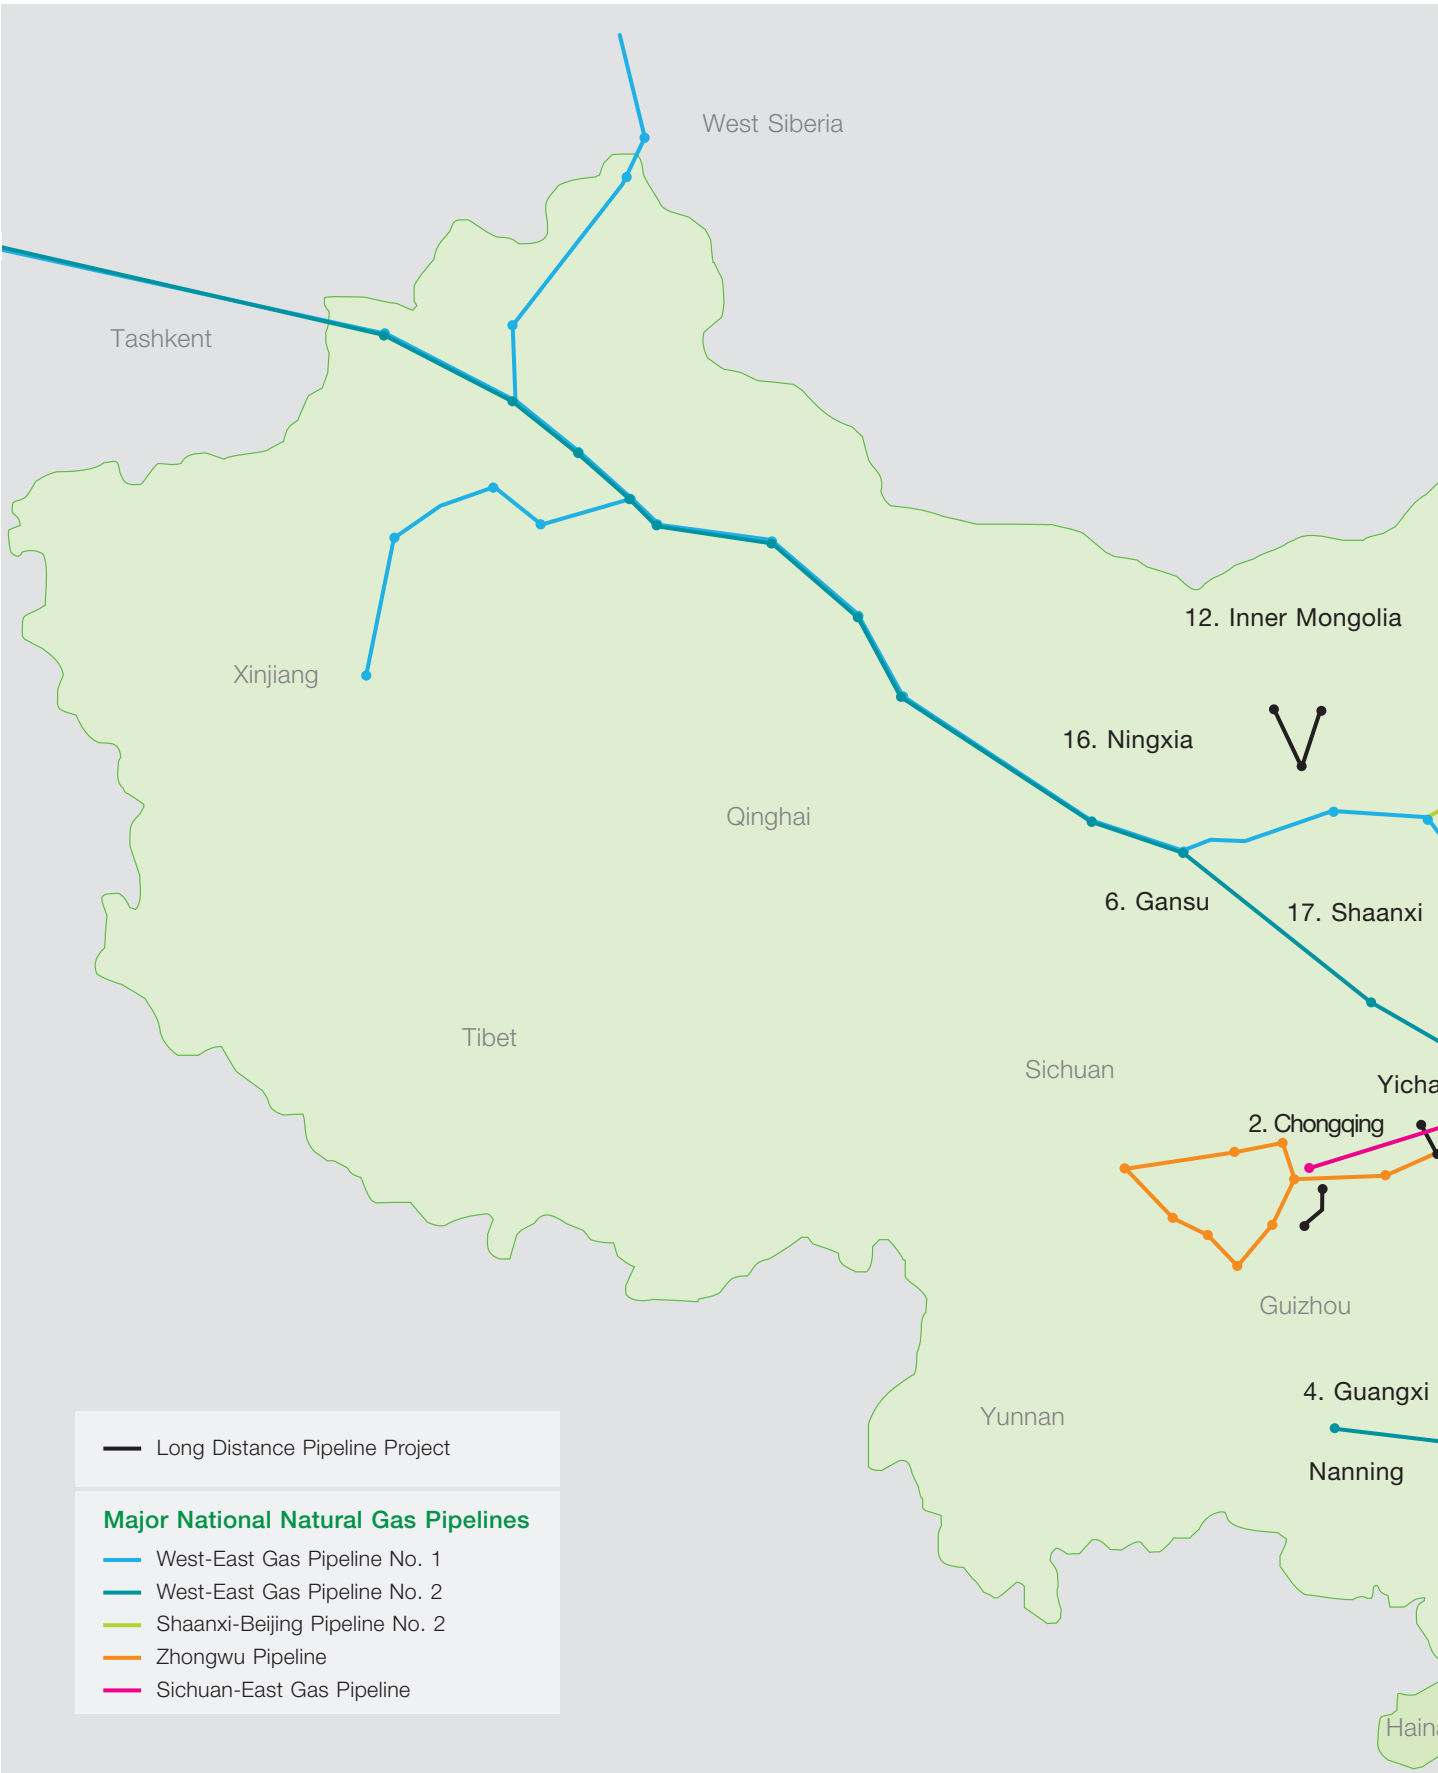 West Siberia
Tashkent
12. Inner Mongolia
Xinjiang
16. Ningxia
Qinghai
6. Gansu
17. Shaanxi
Tibet
Sichuan
Yicha
2. Chongqing
Guizhou
4. Guangxi
Yunnan
Nanning
Long Distance Pipeline Project
Major National Natural Gas Pipelines
West-East Gas Pipeline No. 1
West-East Gas Pipeline No. 2
Shaanxi-Beijing Pipeline No. 2
Zhongwu Pipeline
Sichuan-East Gas Pipeline
Hain